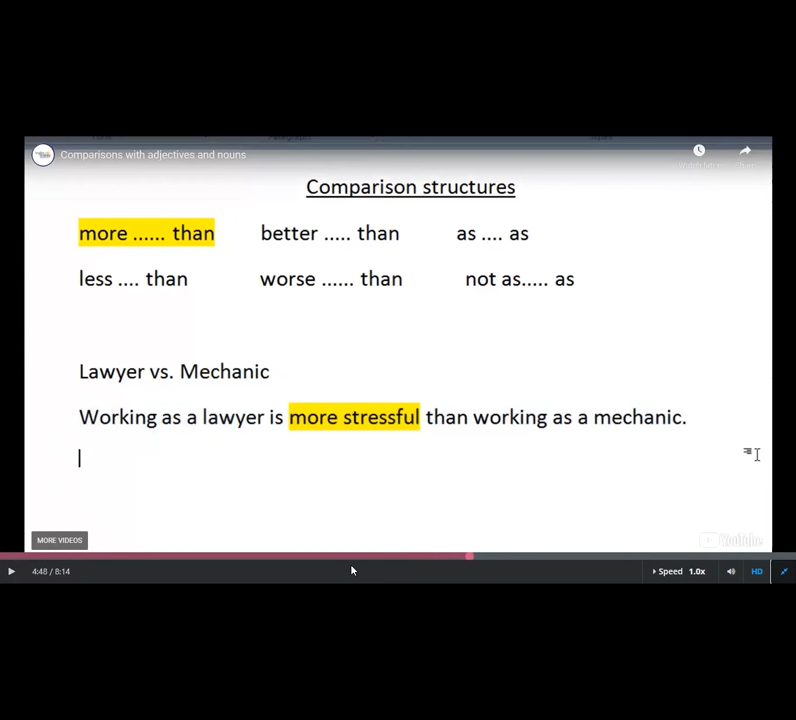 Comparisons with adjectives and nouns
Comparison structures
more ...... than better ..... than as .... as
less .... than worse ...... than not as..... as
Lawyer vs. Mechanic
Working as a lawyer is more stressful than working as a mechanic.
MORE VIDEOS
YouTube
4:48 / 8:14
Speed 1.0x
HD